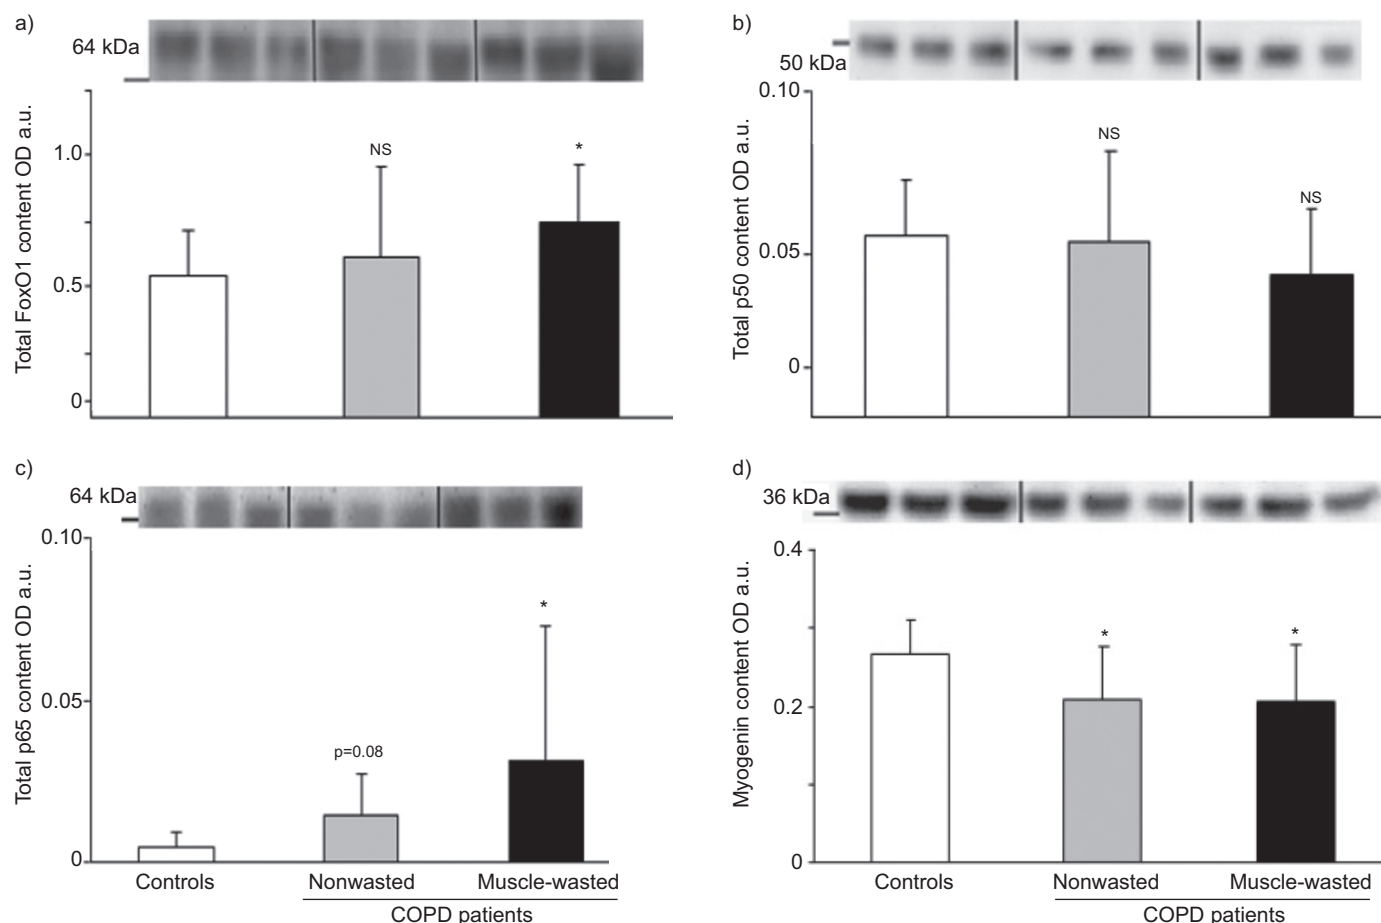 a)
64 kDa
Total FoxO1 content OD a.u.
1.0
0.5
0
NS
*
b)
50 kDa
Total p50 content OD a.u.
0.10
0.05
0
NS
NS
c)
64 kDa
Total p65 content OD a.u.
0.10
0.05
0
p=0.08
*
Controls
Nonwasted
Muscle-wasted
COPD patients
d)
36 kDa
Myogenin content OD a.u.
0.4
0.2
0
*
*
Controls
Nonwasted
Muscle-wasted
COPD patients